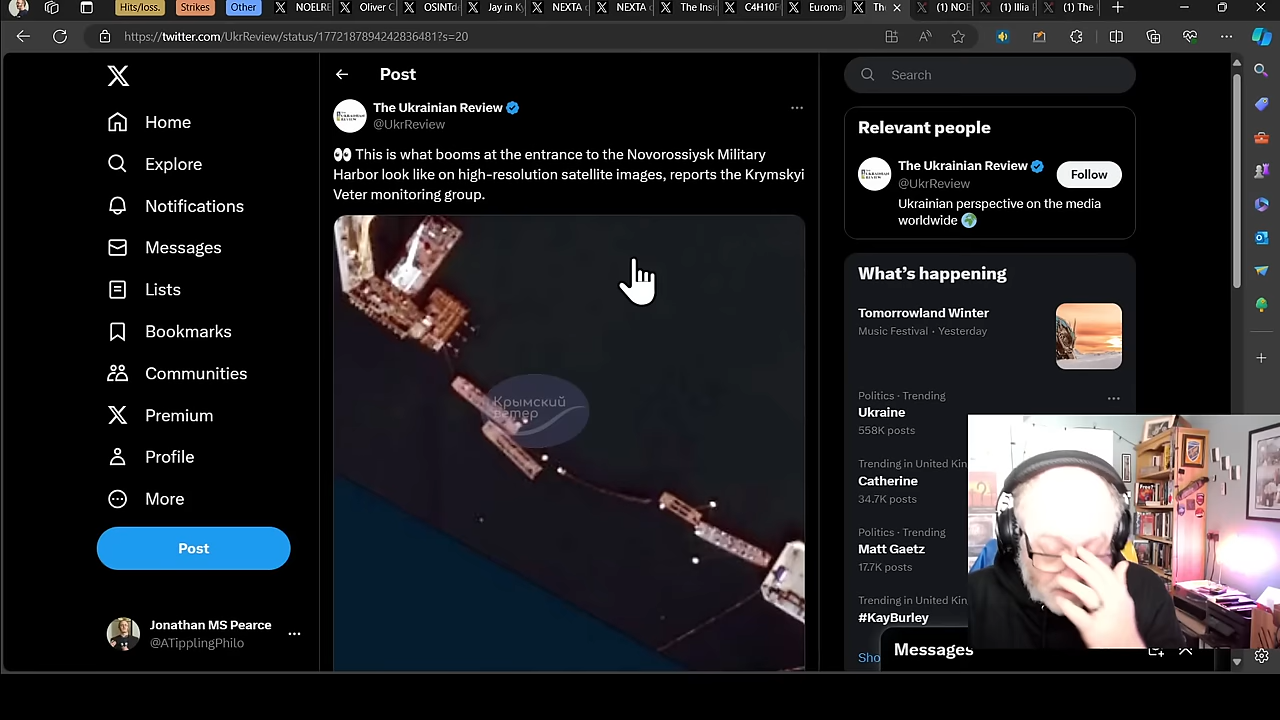 Hits/loss.
Strikes
Other
NOELRE
Oliver C
OSINTd
Jay in K
NEXTA
NEXTA
The Insi
C4H10F
Eurom
The
(1) NOE
(1) Illia
(1) The
https://twitter.com/UkrReview/status/1772187894242836481?s=20
Home
Explore
Notifications
Messages
Lists
Bookmarks
Communities
Premium
Profile
More
Post
Jonathan MS Pearce
@ATipplingPhilo
Post
The Ukrainian Review
@UkrReview
👀 This is what booms at the entrance to the Novorossiysk Military
Harbor look like on high-resolution satellite images, reports the Krymskyi
Veter monitoring group.
Крымский
ветер
Search
Relevant people
The Ukrainian Review
@UkrReview
Follow
Ukrainian perspective on the media
worldwide
What's happening
Tomorrowland Winter
Music Festival · Yesterday
Politics · Trending
Ukraine
558K posts
Trending in United Kin
Catherine
34.7K posts
Politics · Trending
Matt Gaetz
17.7K posts
Trending in United Kin
#KayBurley
Sho
Messages